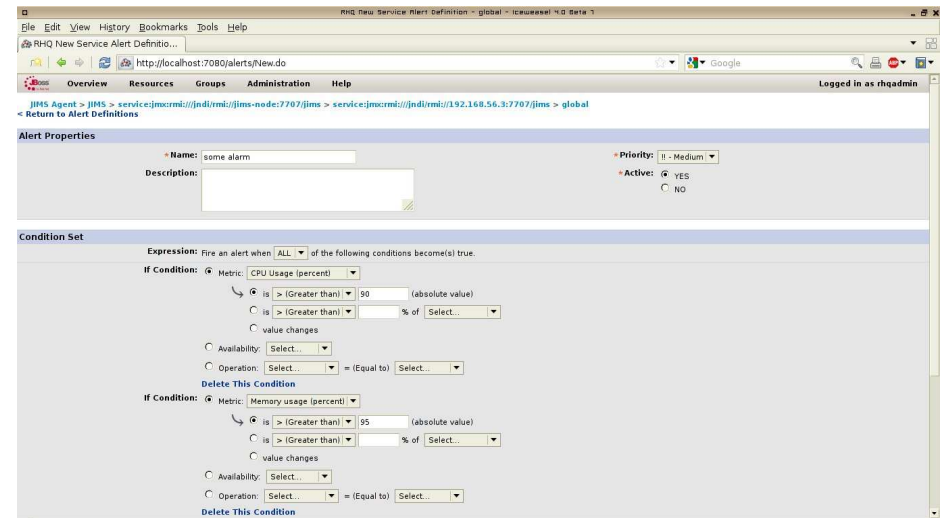 RHQ New Service Alert Definition - global - Iceweasel 4.0 Beta 7
File Edit View History Bookmarks Tools Help
RHQ New Service Alert Definitio...
http://localhost:7080/alerts/New.do
Google
JBoss Overview Resources Groups Administration Help Logged in as rhqadmin
JIMS Agent > JIMS > service:jmx:rmi:///jndi/rmi://jims-node:7707/jims > service:jmx:rmi:///jndi/rmi://192.168.56.3:7707/jims > global
< Return to Alert Definitions
Alert Properties
* Name: some alarm
* Priority: !! - Medium
Description:
* Active: YES
NO
Condition Set
Expression: Fire an alert when ALL of the following conditions become(s) true.
If Condition: Metric: CPU Usage (percent)
is > (Greater than) 90 (absolute value)
is > (Greater than) % of Select...
value changes
Availability: Select...
Operation: Select... = (Equal to) Select...
Delete This Condition
If Condition: Metric: Memory usage (percent)
is > (Greater than) 95 (absolute value)
is > (Greater than) % of Select...
value changes
Availability: Select...
Operation: Select... = (Equal to) Select...
Delete This Condition